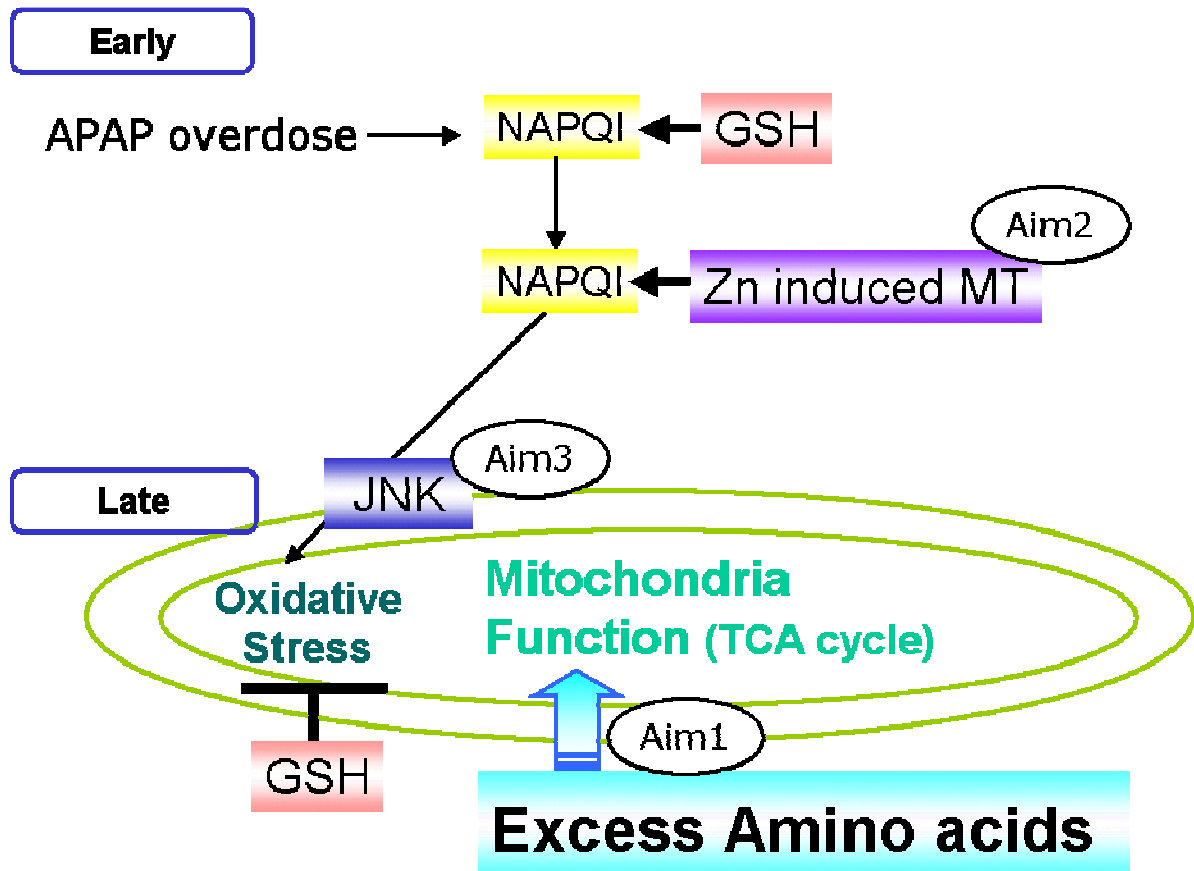 Early
APAP overdose
NAPQI
GSH
Aim2
NAPQI
Zn induced MT
Aim3
JNK
Late
Oxidative
Stress
Mitochondria
Function (TCA cycle)
Aim1
GSH
Excess Amino acids